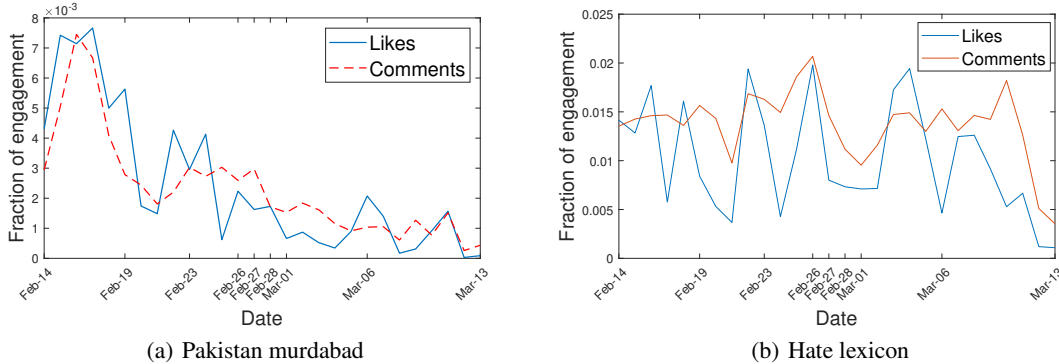 ×10⁻³
8
7
6
5
4
3
2
1
0
Fraction of engagement
Likes
Comments
Feb-14
Feb-19
Feb-23
Feb-26
Feb-27
Feb-28
Mar-01
Mar-06
Mar-13
Date
(a) Pakistan murdabad
0.025
0.02
0.015
0.01
0.005
0
Fraction of engagement
Likes
Comments
Feb-14
Feb-19
Feb-23
Feb-26
Feb-27
Feb-28
Mar-01
Mar-06
Mar-13
Date
(b) Hate lexicon